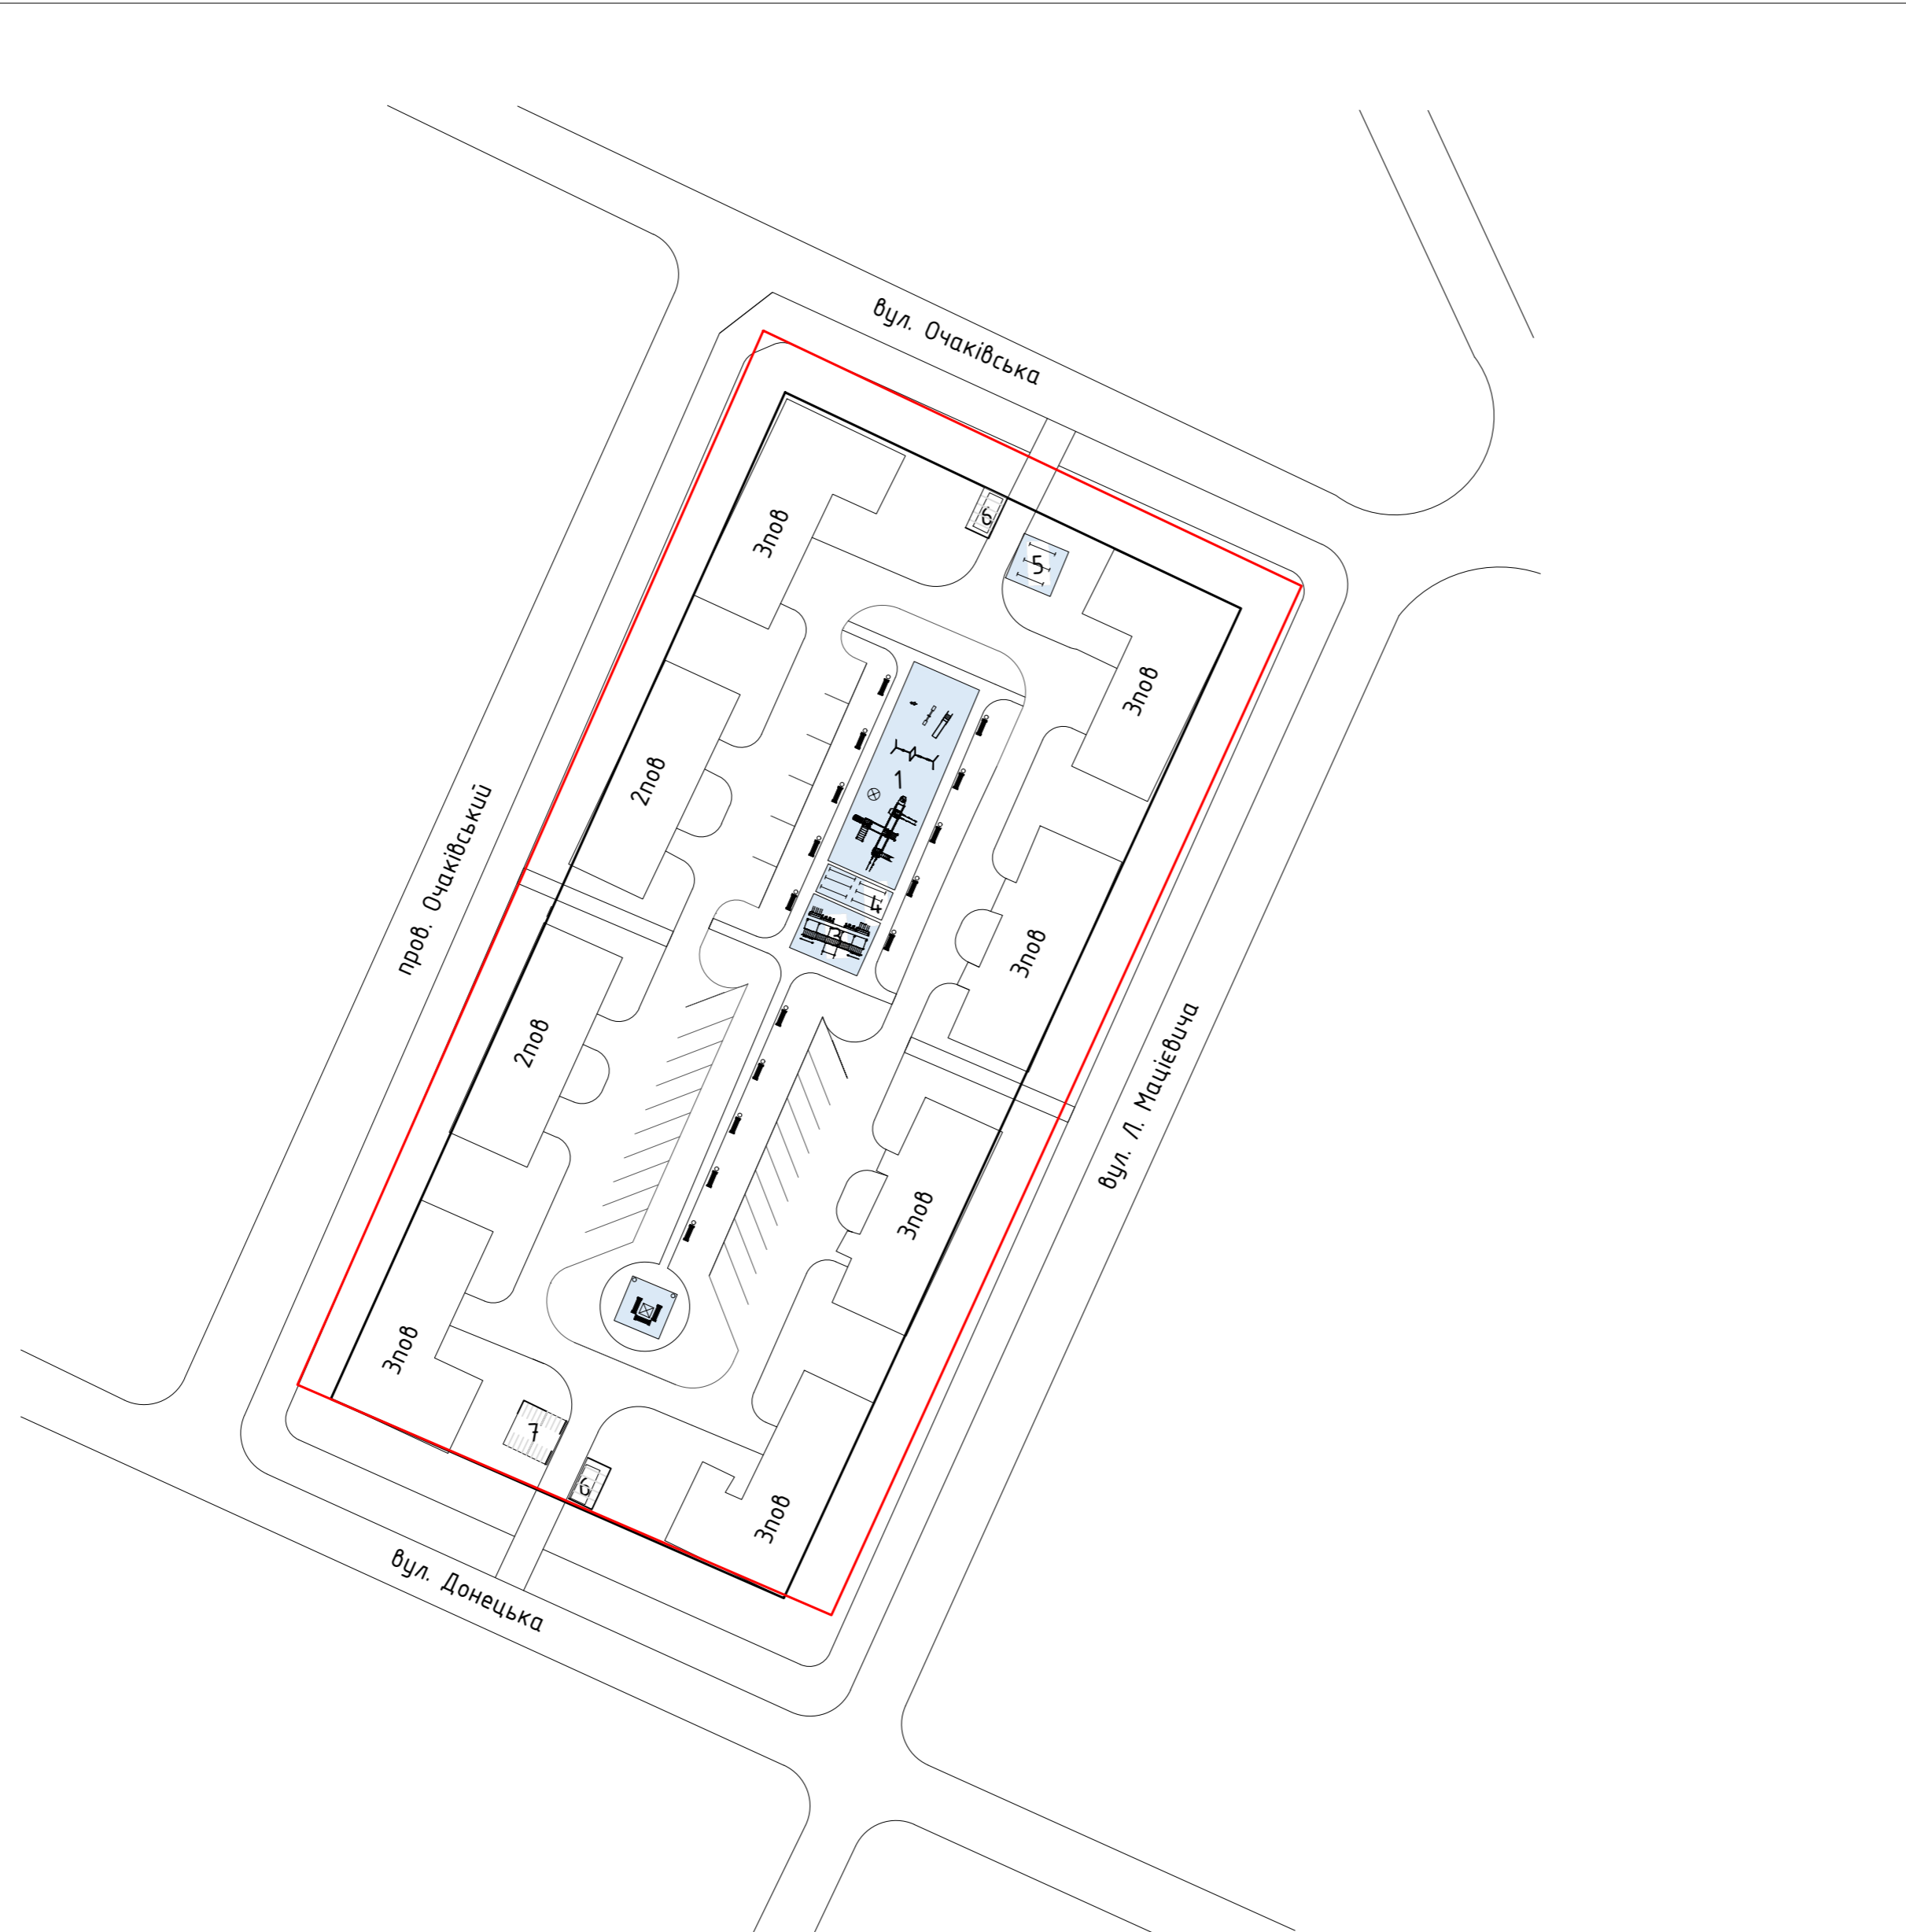 вул. Очаківська
6
3пов
5
3пов
2пов
1
пров. Очаківський
4
3
3пов
2пов
вул. Л. Мацієвича
3пов
3пов
7
6
3пов
вул. Донецька